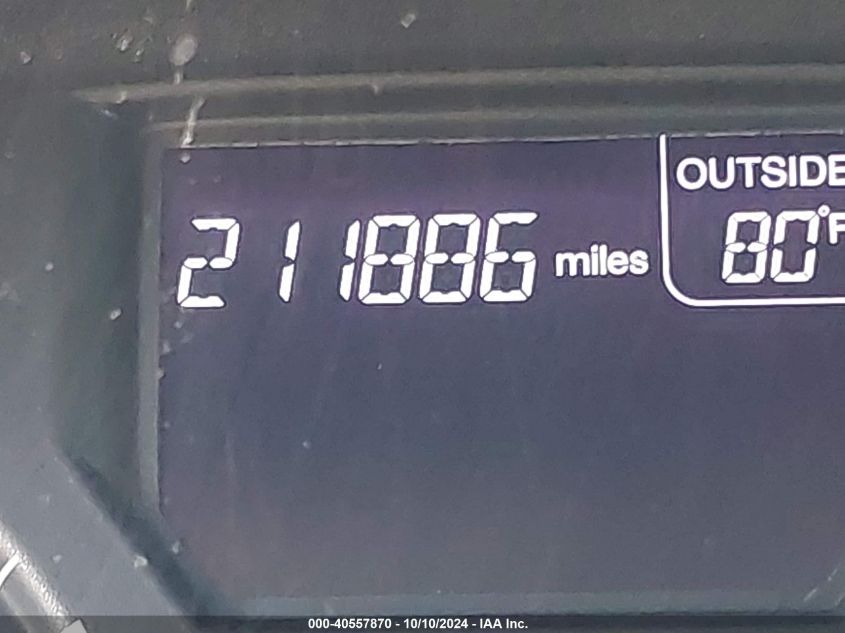 OUTSIDE
211886 miles 80°F
000-40557870 - 10/10/2024 - IAA Inc.